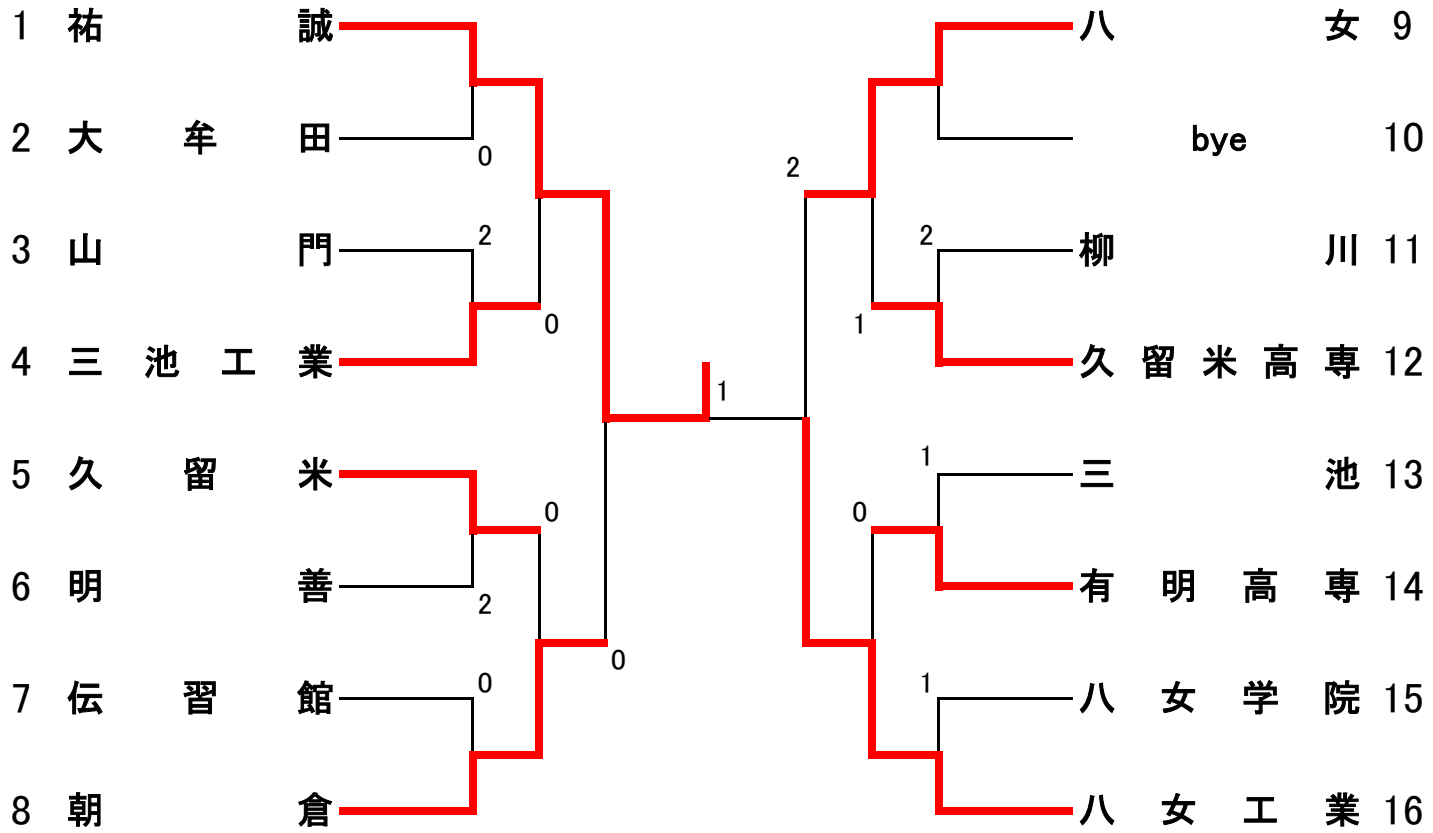 1 祐誠
八女 9
2 大牟田
0
2
bye 10
3 山門
2
2
柳川 11
0
1
4 三池工業
1
久留米高専 12
5 久留米
1
三池 13
0
0
6 明善
2
有明高専 14
0
7 伝習館
0
1
八女学院 15
8 朝倉
八女工業 16